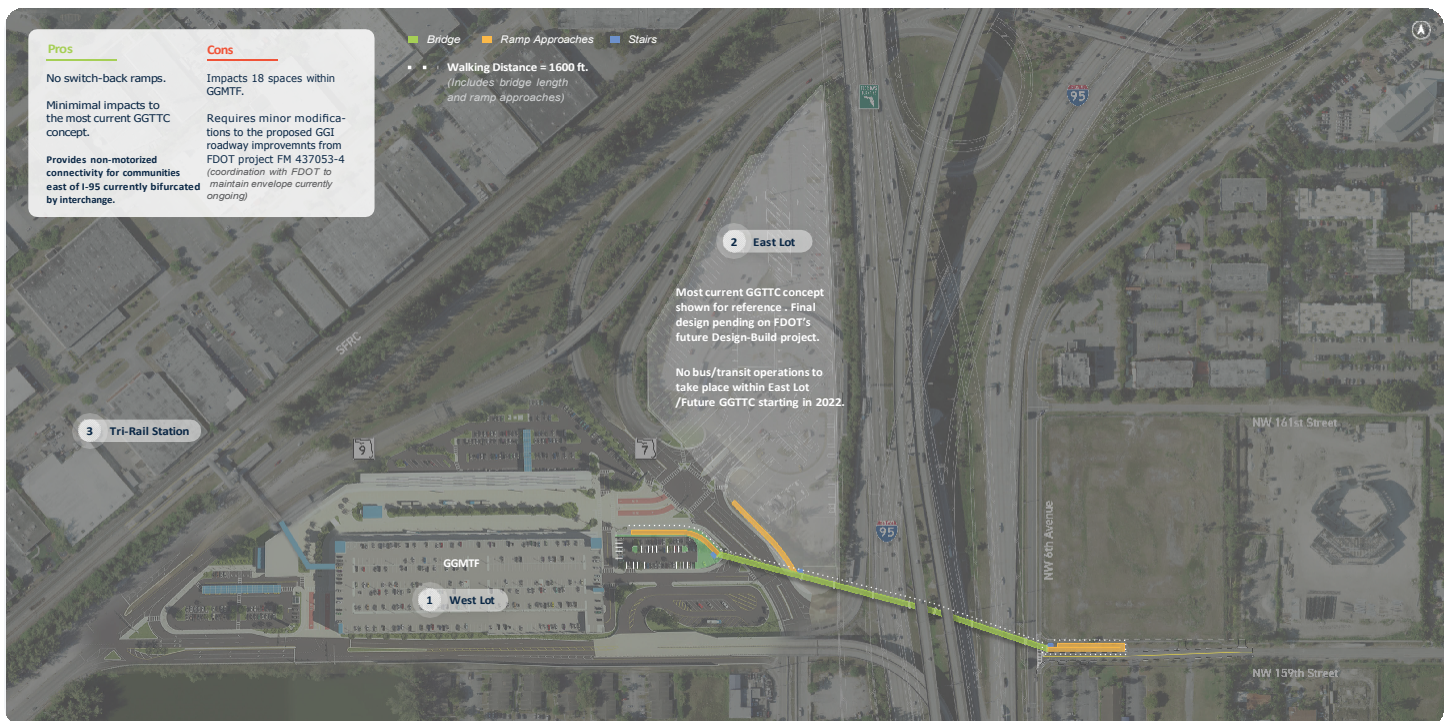 Pros
No switch-back ramps.
Minimimal impacts to
the most current GGTTC
concept.
Provides non-motorized
connectivity for communities
east of I-95 currently bifurcated
by interchange.
Cons
Impacts 18 spaces within
GGMTF.
Requires minor modifica-
tions to the proposed GGI
roadway improvemnts from
FDOT project FM 437053-4
(coordination with FDOT to
maintain envelope currently
ongoing)
Bridge
Ramp Approaches
Stairs
Walking Distance = 1600 ft.
(Includes bridge length
and ramp approaches)
A
95
2 East Lot
Most current GGTTC concept
shown for reference . Final
design pending on FDOT's
future Design-Build project.
No bus/transit operations to
take place within East Lot
/Future GGTTC starting in 2022.
SFRC
3 Tri-Rail Station
9
7
NW 161st Street
95
NW 6th Avenue
GGMTF
1 West Lot
NW 159th Street